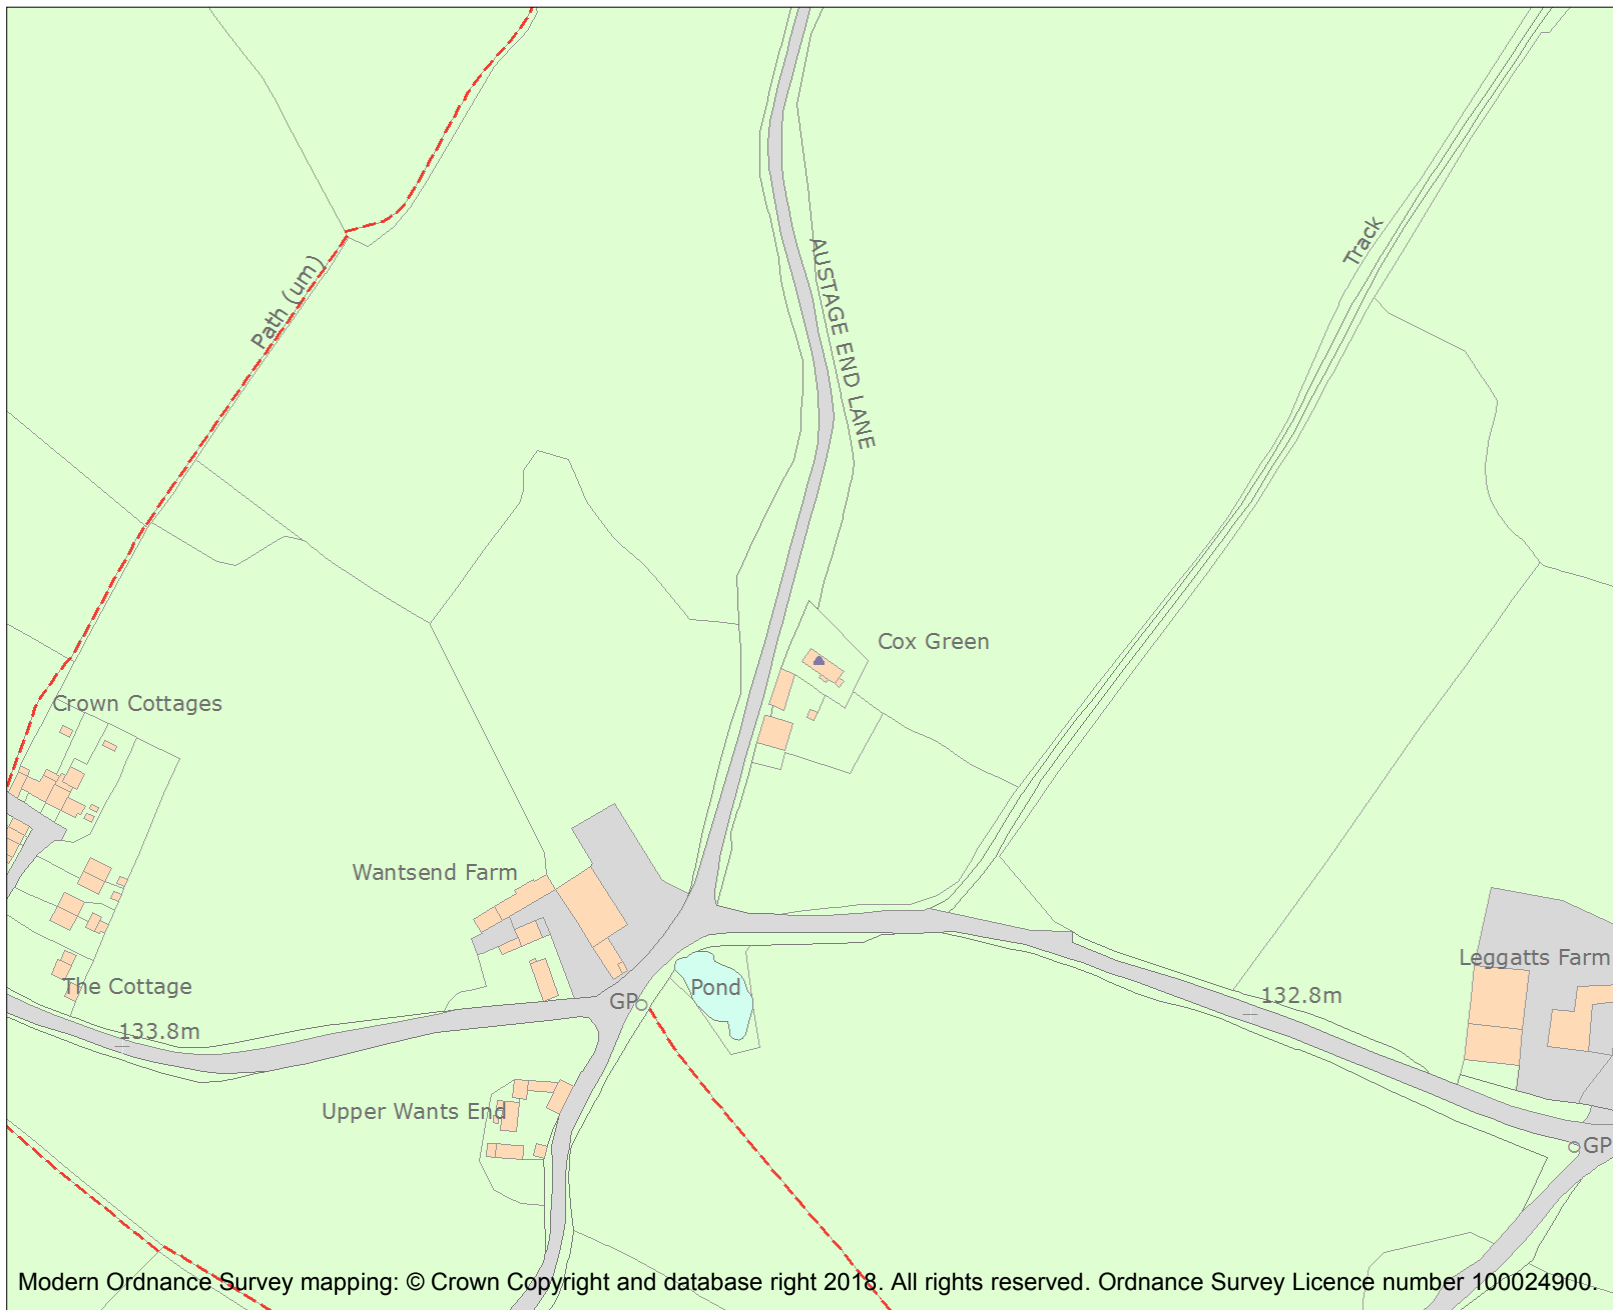 Track
Path (um)
AUSTAGE END LANE
Cox Green
Crown Cottages
Wantsend Farm
Leggatts Farm
The Cottage
Pond
GP
132.8m
133.8m
Upper Wants End
GP
Modern Ordnance Survey mapping: © Crown Copyright and database right 2018. All rights reserved. Ordnance Survey Licence number 100024900.